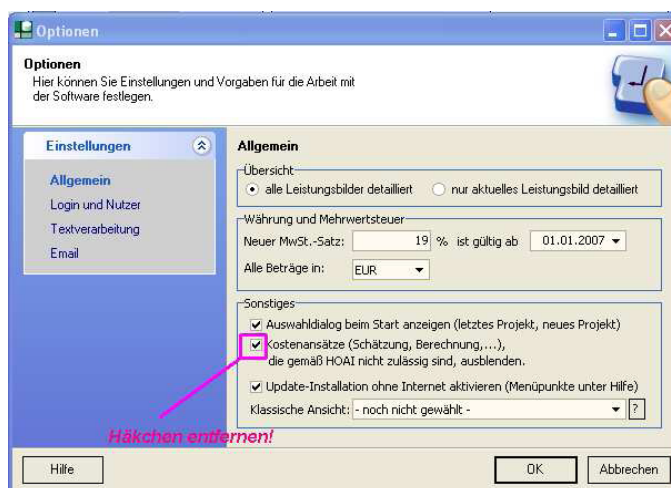 Optionen
Optionen
Hier können Sie Einstellungen und Vorgaben für die Arbeit mit
der Software festlegen.
Einstellungen
Allgemein
Login und Nutzer
Textverarbeitung
Email
Allgemein
Übersicht
alle Leistungsbilder detailliert nur aktuelles Leistungsbild detailliert
Währung und Mehrwertsteuer
Neuer MwSt.-Satz: 19 % ist gültig ab 01.01.2007
Alle Beträge in: EUR
Sonstiges
Auswahldialog beim Start anzeigen (letztes Projekt, neues Projekt)
Kostenansätze (Schätzung, Berechnung,...),
die gemäß HOAI nicht zulässig sind, ausblenden.
Update-Installation ohne Internet aktivieren (Menüpunkte unter Hilfe)
Klassische Ansicht: - noch nicht gewählt - ?
Häkchen entfernen!
Hilfe OK Abbrechen